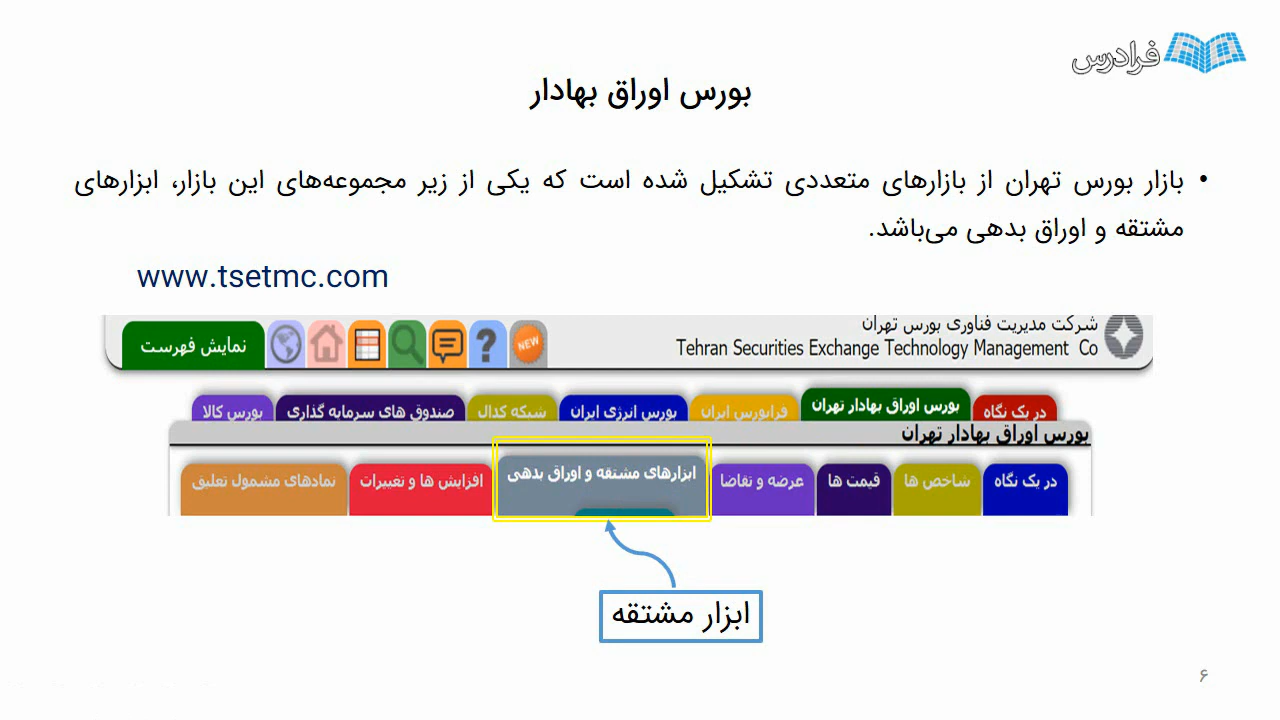 فرادرس
بورس اوراق بهادار
• بازار بورس تهران از بازارهای متعددی تشکیل شده است که یکی از زیر مجموعه‌های این بازار، ابزارهای
مشتقه و اوراق بدهی می‌باشد.
www.tsetmc.com
شرکت مدیریت فناوری بورس تهران
Tehran Securities Exchange Technology Management Co
NEW
?
نمایش فهرست
در یک نگاه
بورس اوراق بهادار تهران
فرابورس ایران
بورس انرژی ایران
شبکه کدال
صندوق های سرمایه گذاری
بورس کالا
بورس اوراق بهادار تهران
در یک نگاه
شاخص ها
قیمت ها
عرضه و تقاضا
ابزارهای مشتقه و اوراق بدهی
افزایش ها و تغییرات
نمادهای مشمول تعلیق
ابزار مشتقه
۶